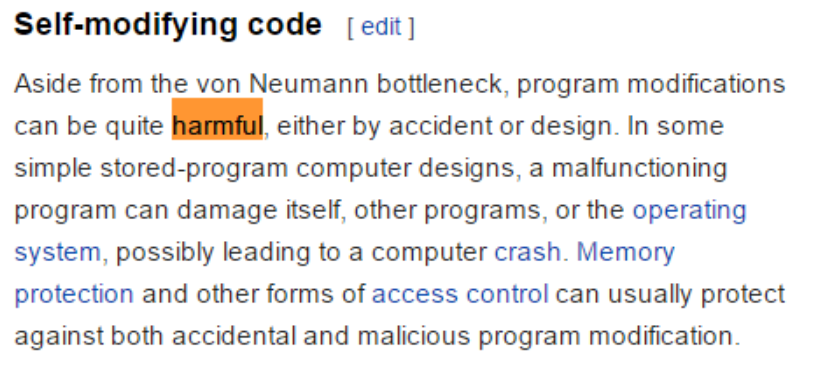 Self-modifying code [ edit ]
Aside from the von Neumann bottleneck, program modifications
can be quite harmful, either by accident or design. In some
simple stored-program computer designs, a malfunctioning
program can damage itself, other programs, or the operating
system, possibly leading to a computer crash. Memory
protection and other forms of access control can usually protect
against both accidental and malicious program modification.